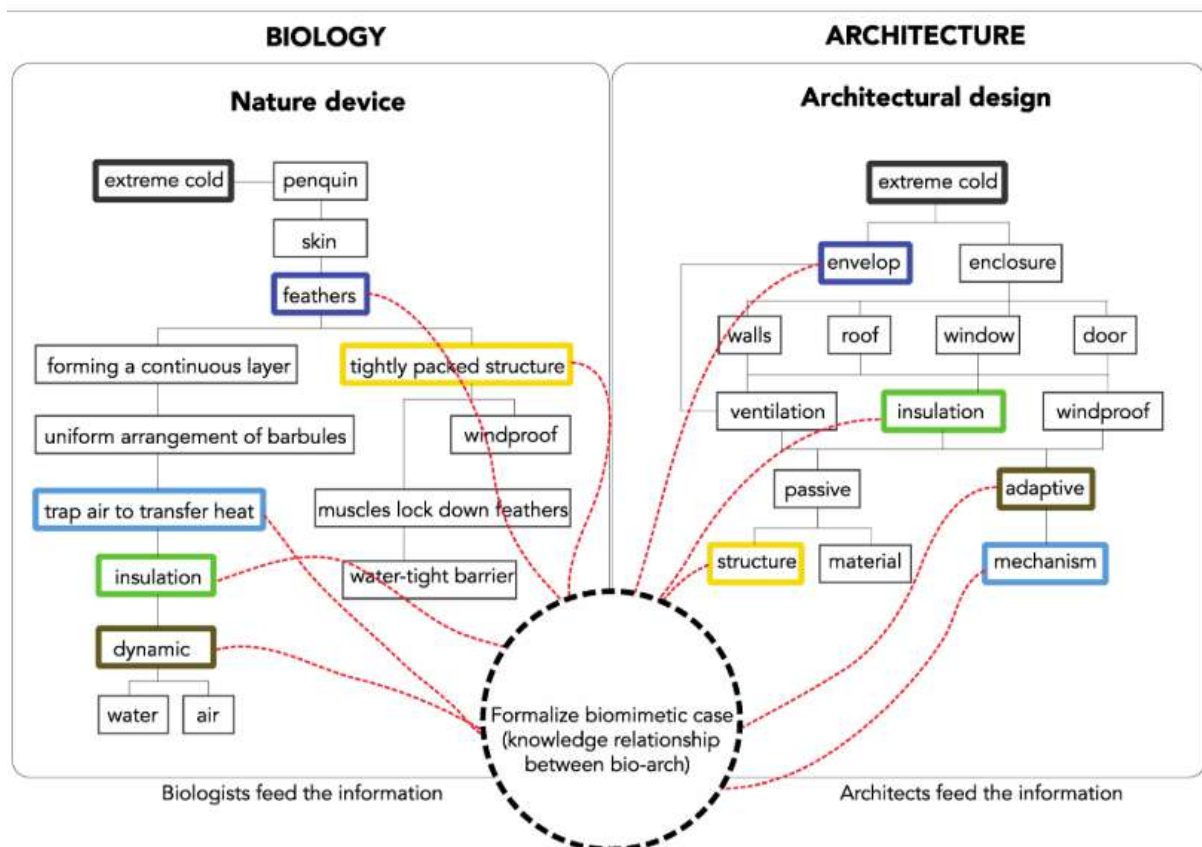 BIOLOGY
Nature device
extreme cold
penquin
skin
feathers
forming a continuous layer
tightly packed structure
uniform arrangement of barbules
windproof
trap air to transfer heat
muscles lock down feathers
insulation
water-tight barrier
dynamic
water
air
Biologists feed the information
Formalize biomimetic case
(knowledge relationship
between bio-arch)
ARCHITECTURE
Architectural design
extreme cold
envelop
enclosure
walls
roof
window
door
ventilation
insulation
windproof
passive
adaptive
structure
material
mechanism
Architects feed the information